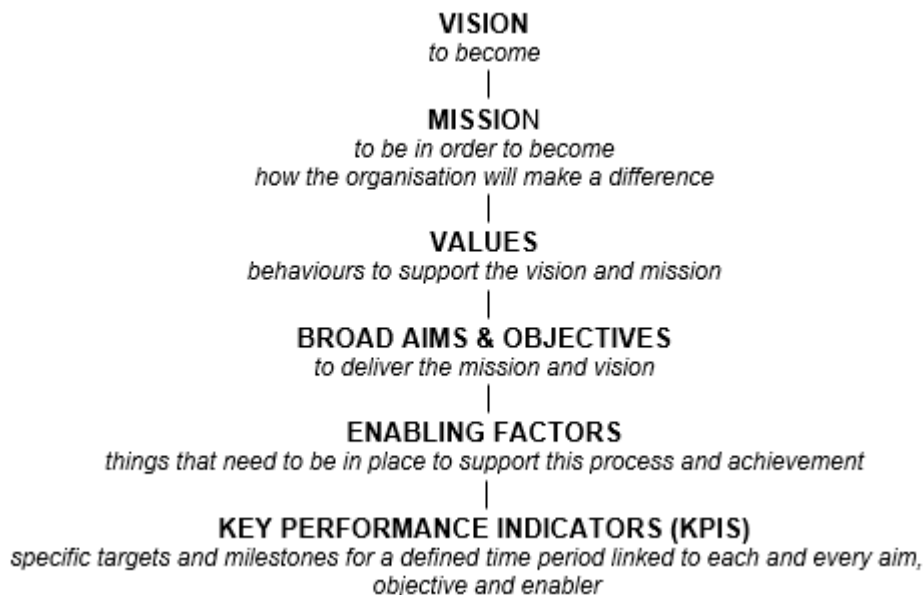 VISION
to become
MISSION
to be in order to become
how the organisation will make a difference
VALUES
behaviours to support the vision and mission
BROAD AIMS & OBJECTIVES
to deliver the mission and vision
ENABLING FACTORS
things that need to be in place to support this process and achievement
KEY PERFORMANCE INDICATORS (KPIS)
specific targets and milestones for a defined time period linked to each and every aim,
objective and enabler